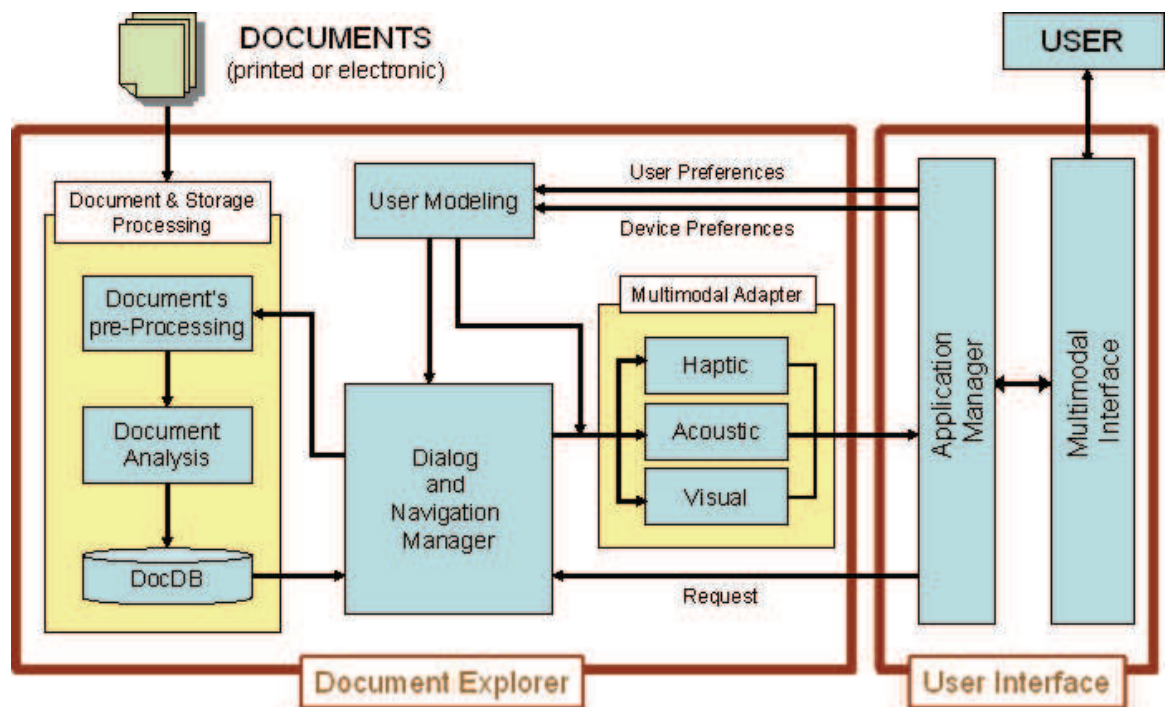 DOCUMENTS
(printed or electronic)
USER
Document & Storage
Processing
User Modeling
User Preferences
Device Preferences
Document's
pre-Processing
Multimodal Adapter
Haptic
Document
Analysis
Acoustic
Dialog
and
Navigation
Manager
Visual
Application
Manager
Multimodal
Interface
DocDB
Request
Document Explorer
User Interface